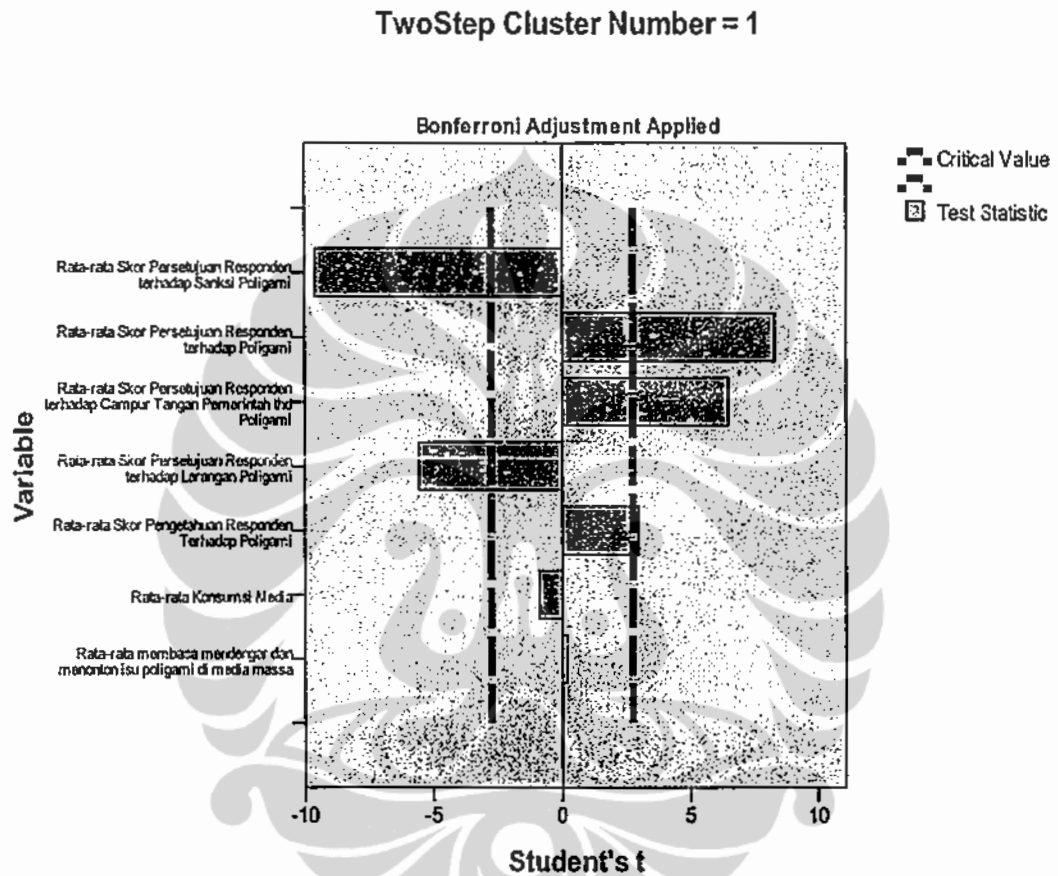 TwoStep Cluster Number = 1
Bonferroni Adjustment Applied
Critical Value
Test Statistic
Variable
Rata-rata Skor Persetujuan Responden
terhadap Sanksi Poligami
Rata-rata Skor Persetujuan Responden
terhadap Poligami
Rata-rata Skor Persetujuan Responden
terhadap Campur Tangan Pemerintah thd
Poligami
Rata-rata Skor Persetujuan Responden
terhadap Larangan Poligami
Rata-rata Skor Pengetahuan Responden
Terhadap Poligami
Rata-rata Konsumsi Media
Rata-rata membaca mendengar dan
menonton isu poligami di media massa
-10 -5 0 5 10
Student's t